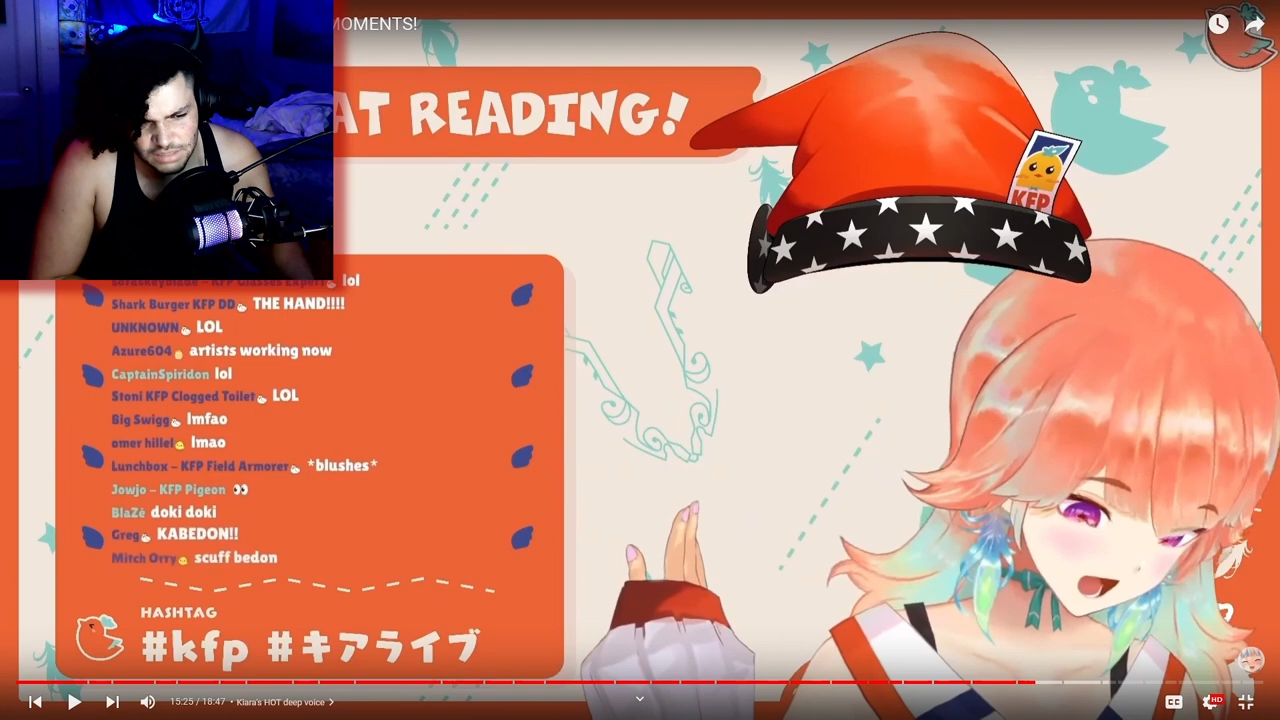 MOMENTS!
AT READING!
KFP
lol
Shark Burger KFP DD THE HAND!!!!
UNKNOWN LOL
Azure604 artists working now
CaptainSpiridon lol
Stoni KFP Clogged Toilet LOL
Big Swigg lmfao
omer hillel lmao
Lunchbox - KFP Field Armorer *blushes*
Jowjo - KFP Pigeon 👀
BlaZé doki doki
Greg KABEDON!!
Mitch Orry scuff bedon
HASHTAG
#kfp #キアライブ
15:25 / 18:47 • Kiara's HOT deep voice >
CC
HD